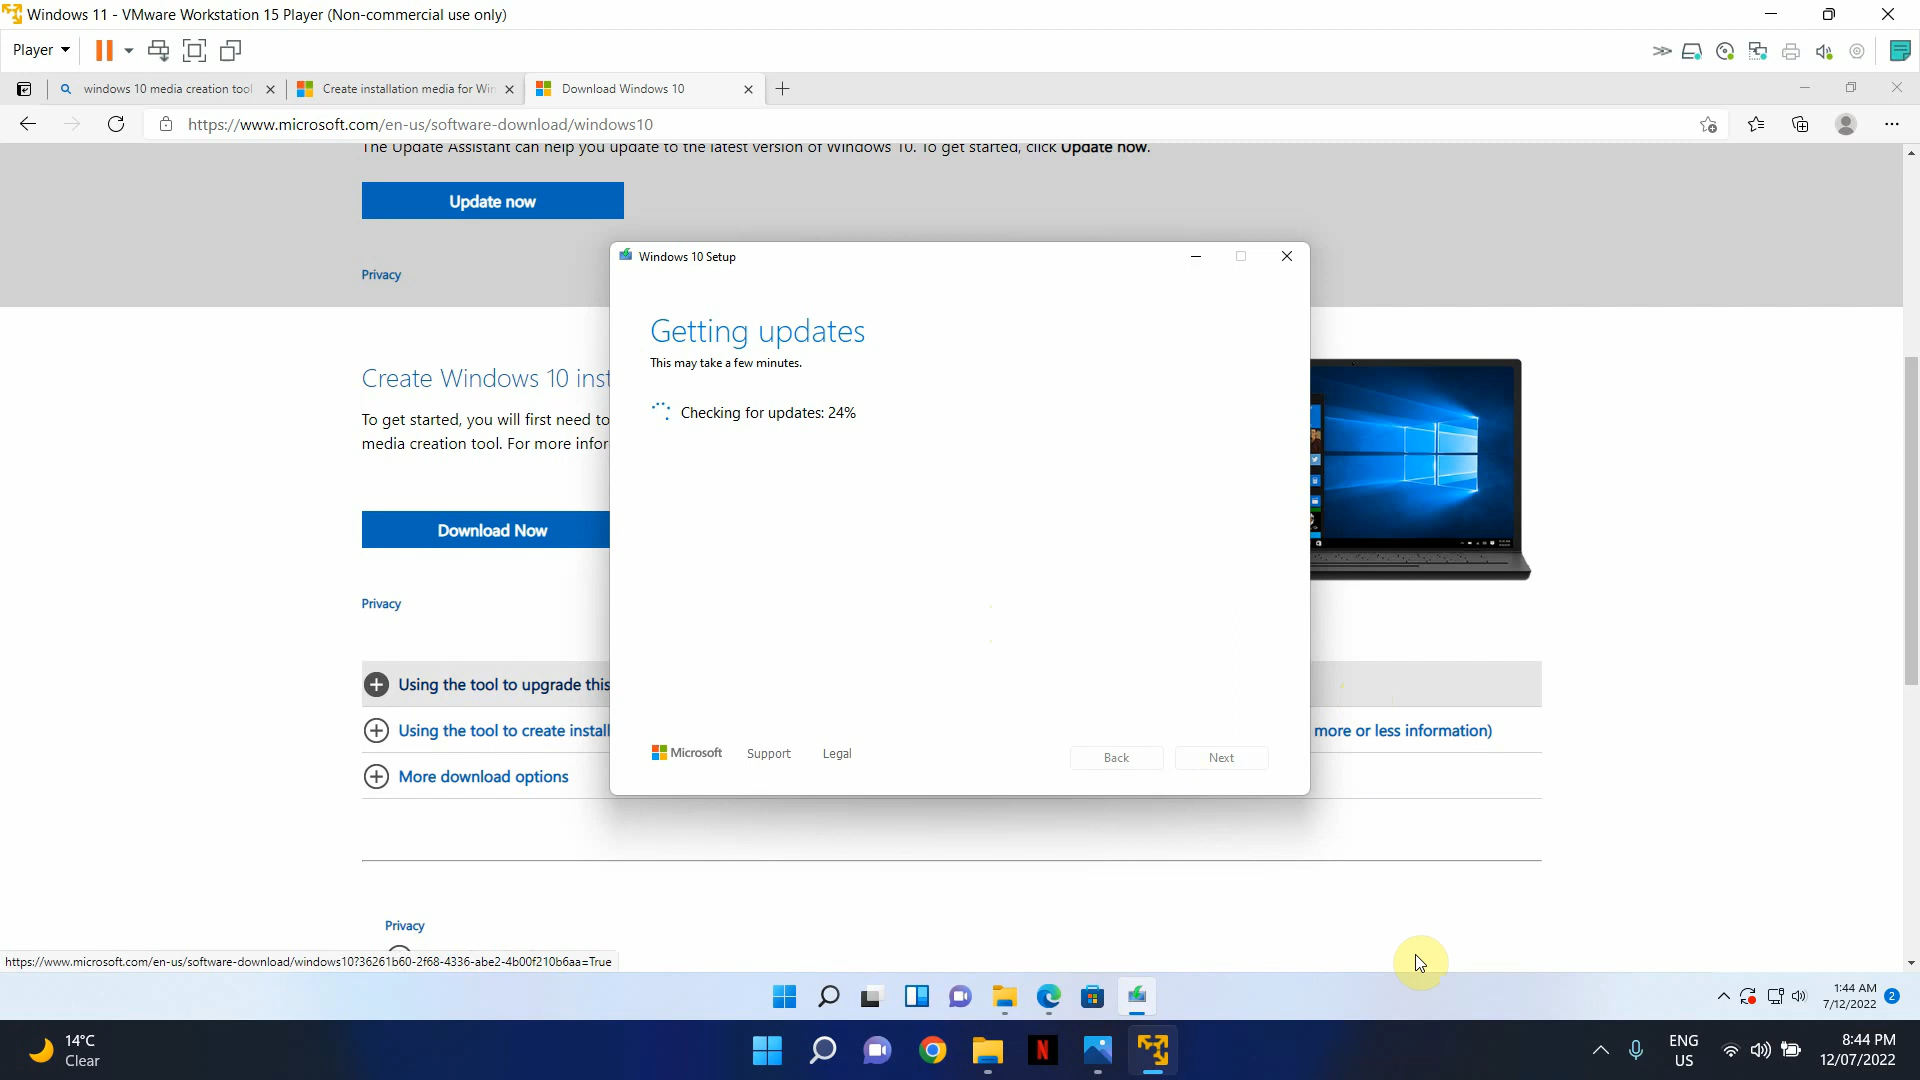 Windows 11 - VMware Workstation 15 Player (Non-commercial use only)
Player
windows 10 media creation tool
Create installation media for Win
Download Windows 10
https://www.microsoft.com/en-us/software-download/windows10
The Update Assistant can help you update to the latest version of Windows 10. To get started, click Update now.
Update now
Privacy
Windows 10 Setup
Getting updates
This may take a few minutes.
Checking for updates: 24%
Microsoft
Support
Legal
Back
Next
Create Windows 10 inst
To get started, you will first need to
media creation tool. For more infor
Download Now
Privacy
Using the tool to upgrade this
Using the tool to create install
more or less information)
More download options
Privacy
https://www.microsoft.com/en-us/software-download/windows10?36261b60-2f68-4336-abe2-4b00f210b6aa=True
1:44 AM
7/12/2022
2
14°C
Clear
N
ENG
US
8:44 PM
12/07/2022